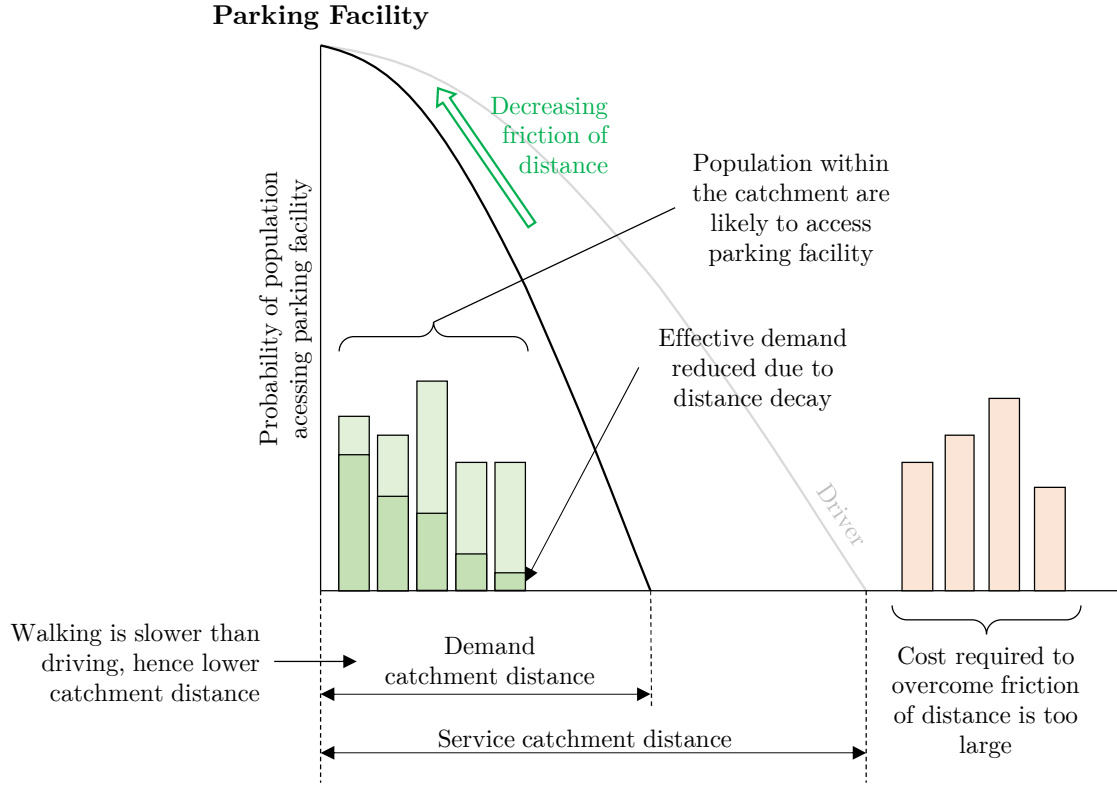 Parking Facility
Probability of population
acessing parking facility
Decreasing
friction of
distance
Population within
the catchment are
likely to access
parking facility
Effective demand
reduced due to
distance decay
Driver
Walking is slower than
driving, hence lower
catchment distance
Demand
catchment distance
Service catchment distance
Cost required to
overcome friction
of distance is too
large